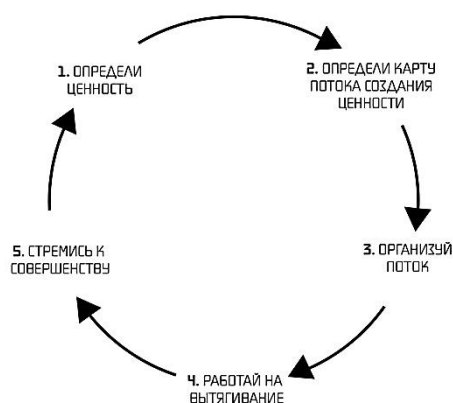 1. ОПРЕДЕЛИ
ЦЕННОСТЬ
2. ОПРЕДЕЛИ КАРТУ
ПОТОКА СОЗДАНИЯ
ЦЕННОСТИ
3. ОРГАНИЗУЙ
ПОТОК
4. РАБОТАЙ НА
ВЫТЯГИВАНИЕ
5. СТРЕМИСЬ К
СОВЕРШЕНСТВУ